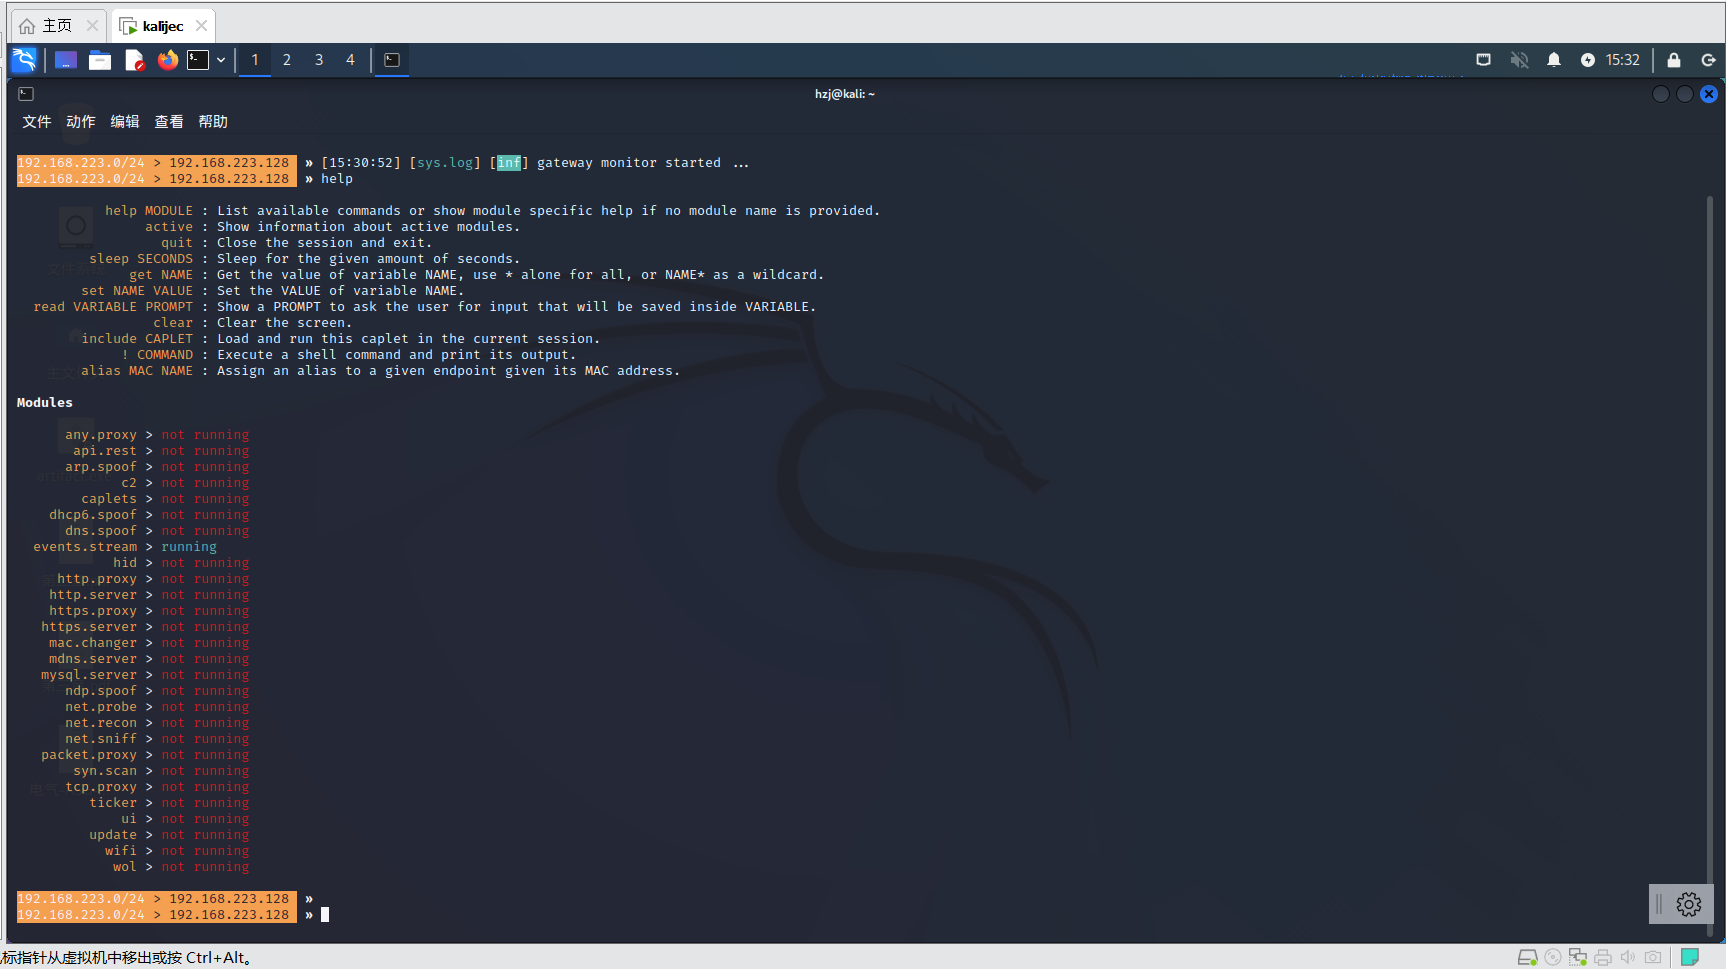 主页
kalijec
1 2 3 4
15:32
hzj@kali: ~
文件 动作 编辑 查看 帮助
192.168.223.0/24 > 192.168.223.128 » [15:30:52] [sys.log] [inf] gateway monitor started ...
192.168.223.0/24 > 192.168.223.128 » help
help MODULE : List available commands or show module specific help if no module name is provided.
active : Show information about active modules.
quit : Close the session and exit.
sleep SECONDS : Sleep for the given amount of seconds.
get NAME : Get the value of variable NAME, use * alone for all, or NAME* as a wildcard.
set NAME VALUE : Set the VALUE of variable NAME.
read VARIABLE PROMPT : Show a PROMPT to ask the user for input that will be saved inside VARIABLE.
clear : Clear the screen.
include CAPLET : Load and run this caplet in the current session.
! COMMAND : Execute a shell command and print its output.
alias MAC NAME : Assign an alias to a given endpoint given its MAC address.
Modules
any.proxy > not running
api.rest > not running
arp.spoof > not running
c2 > not running
caplets > not running
dhcp6.spoof > not running
dns.spoof > not running
events.stream > running
hid > not running
http.proxy > not running
http.server > not running
https.proxy > not running
https.server > not running
mac.changer > not running
mdns.server > not running
mysql.server > not running
ndp.spoof > not running
net.probe > not running
net.recon > not running
net.sniff > not running
packet.proxy > not running
syn.scan > not running
tcp.proxy > not running
ticker > not running
ui > not running
update > not running
wifi > not running
wol > not running
192.168.223.0/24 > 192.168.223.128 »
192.168.223.0/24 > 192.168.223.128 »
标指针从虚拟机中移出或按 Ctrl+Alt。